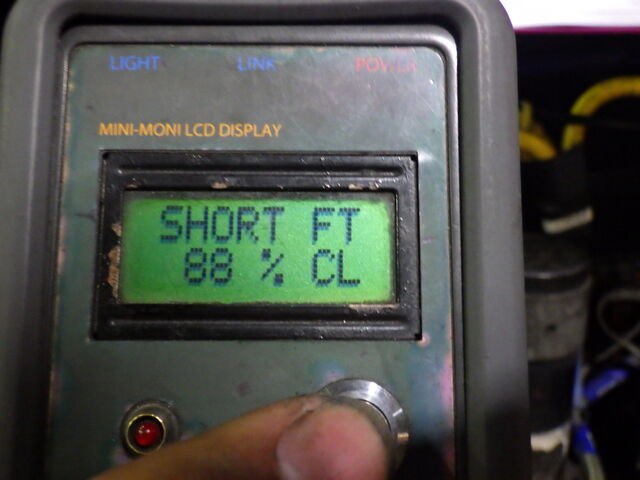 LIGHT LINK POWER
MINI-MONI LCD DISPLAY
SHORT FT
88 % CL